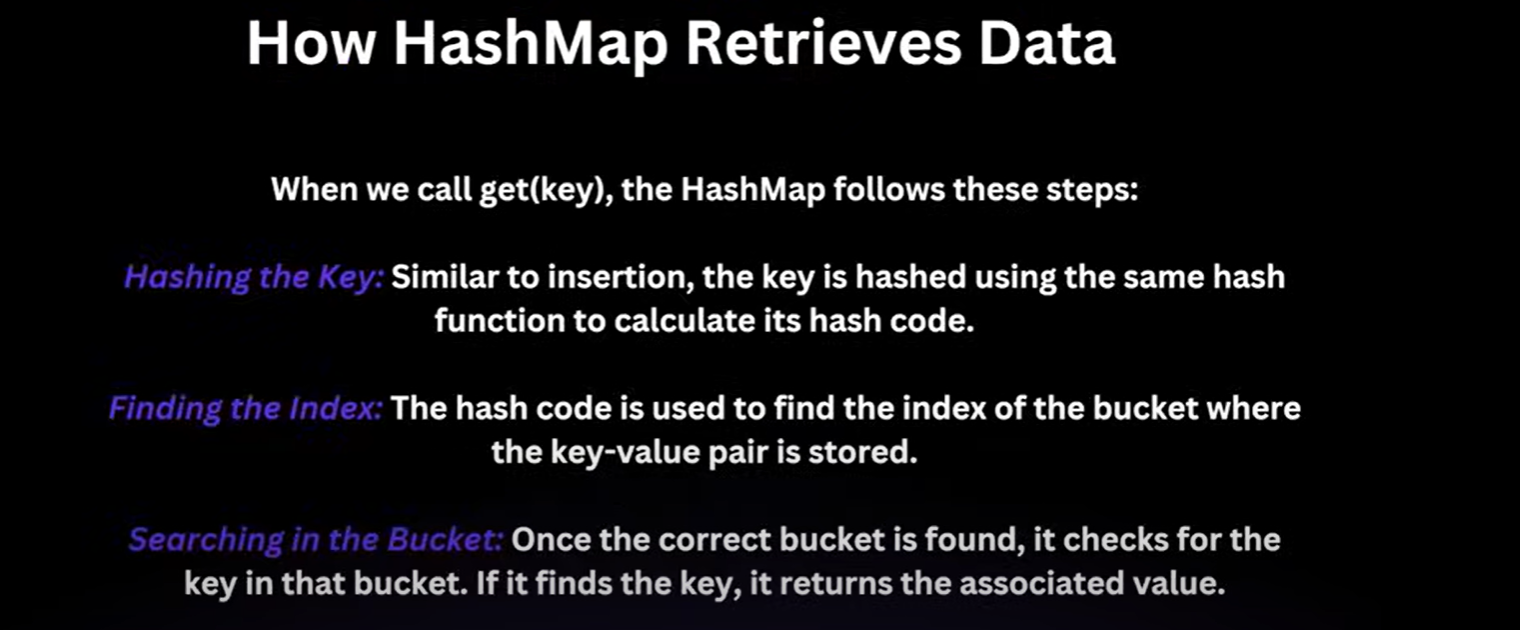 How HashMap Retrieves Data
When we call get(key), the HashMap follows these steps:
Hashing the Key: Similar to insertion, the key is hashed using the same hash
function to calculate its hash code.
Finding the Index: The hash code is used to find the index of the bucket where
the key-value pair is stored.
Searching in the Bucket: Once the correct bucket is found, it checks for the
key in that bucket. If it finds the key, it returns the associated value.